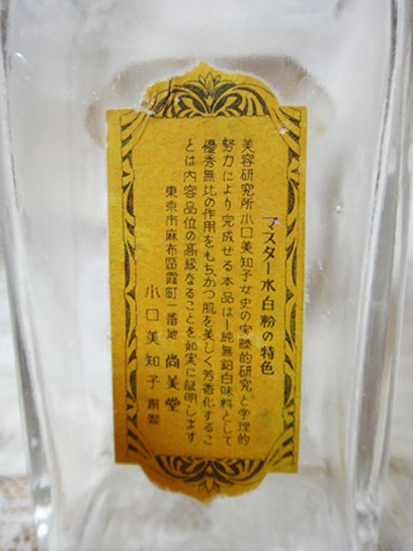 マスター水白粉の特色
美容研究所小口美知子女史の実際的研究と学理的
努力により完成せる本品は一純無鉛白味料として
優秀無比の作用をもちかつ肌を美しく芳香化するこ
とは内容品位の高級なることを如実に証明します
東京市麻布區霞町一番地 尚美堂
小口美知子創製